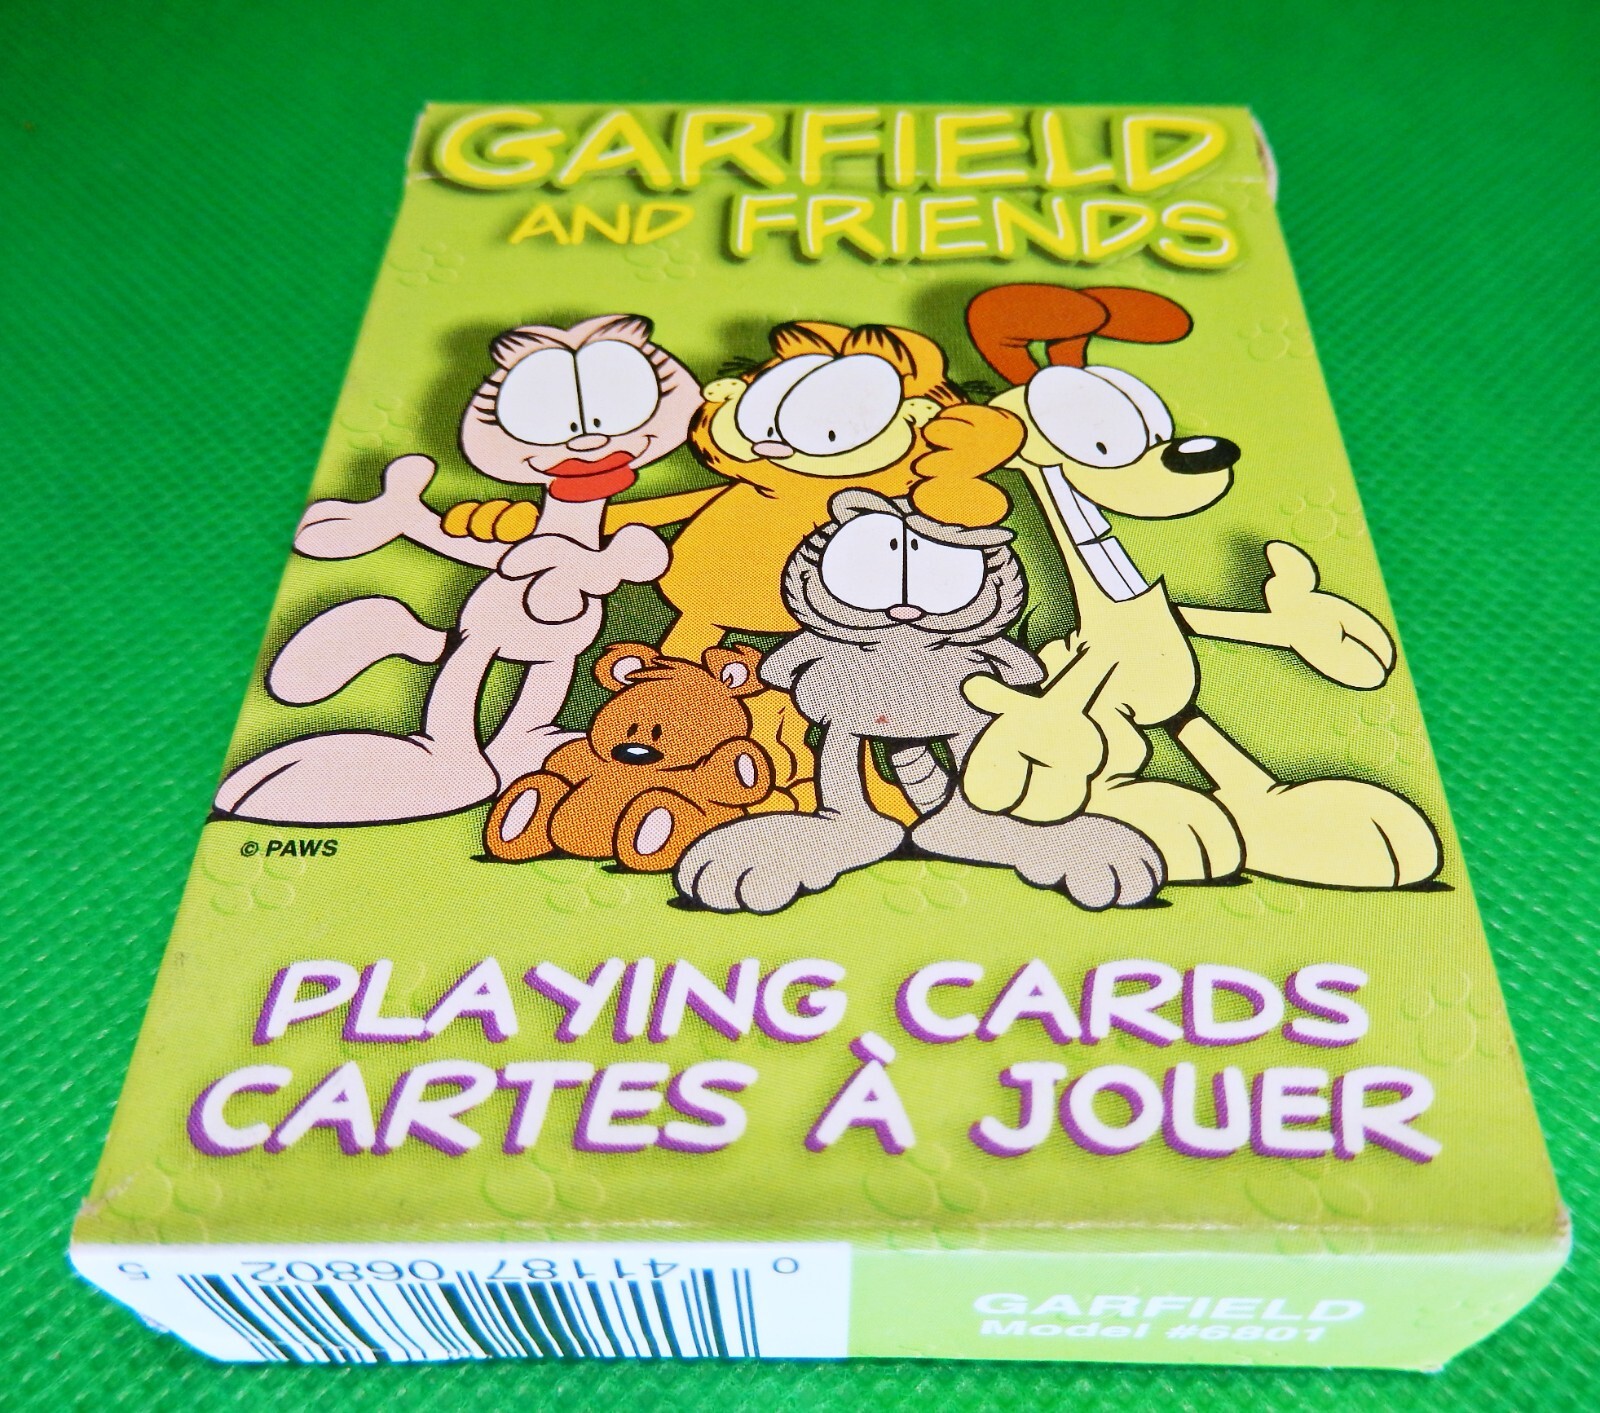 GARFIELD
AND FRIENDS
© PAWS
PLAYING CARDS
CARTES À JOUER
0 41187 06802 5
GARFIELD
Model #6801